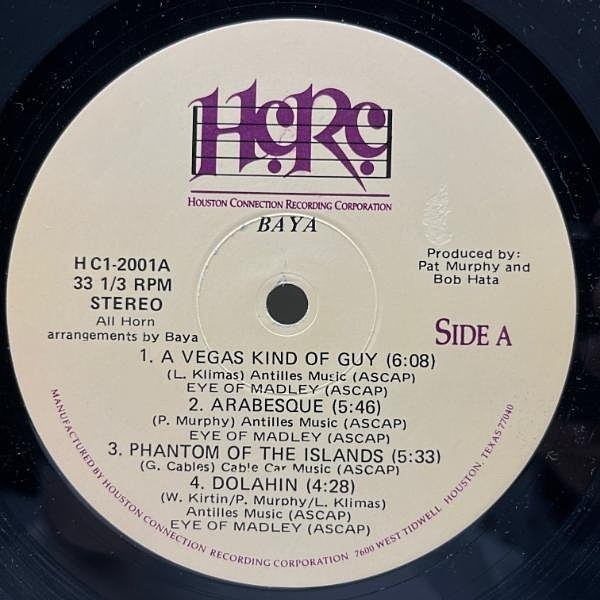 HCRC
HOUSTON CONNECTION RECORDING CORPORATION
BAYA
HC1-2001A
33 1/3 RPM
STEREO
All Horn
arrangements by Baya
Produced by:
Pat Murphy and
Bob Hata
SIDE A
1. A VEGAS KIND OF GUY (6:08)
(L. Klimas) Antilles Music (ASCAP)
EYE OF MADLEY (ASCAP)
2. ARABESQUE (5:46)
(P. Murphy) Antilles Music (ASCAP)
EYE OF MADLEY (ASCAP)
3. PHANTOM OF THE ISLANDS (5:33)
(G. Cables) Cable Car Music (ASCAP)
4. DOLAHIN (4:28)
(W. Kirtin/P. Murphy/L. Klimas)
Antilles Music (ASCAP)
EYE OF MADLEY (ASCAP)
MANUFACTURED BY HOUSTON CONNECTION RECORDING CORPORATION 7600 WEST TIDWELL HOUSTON, TEXAS 77040